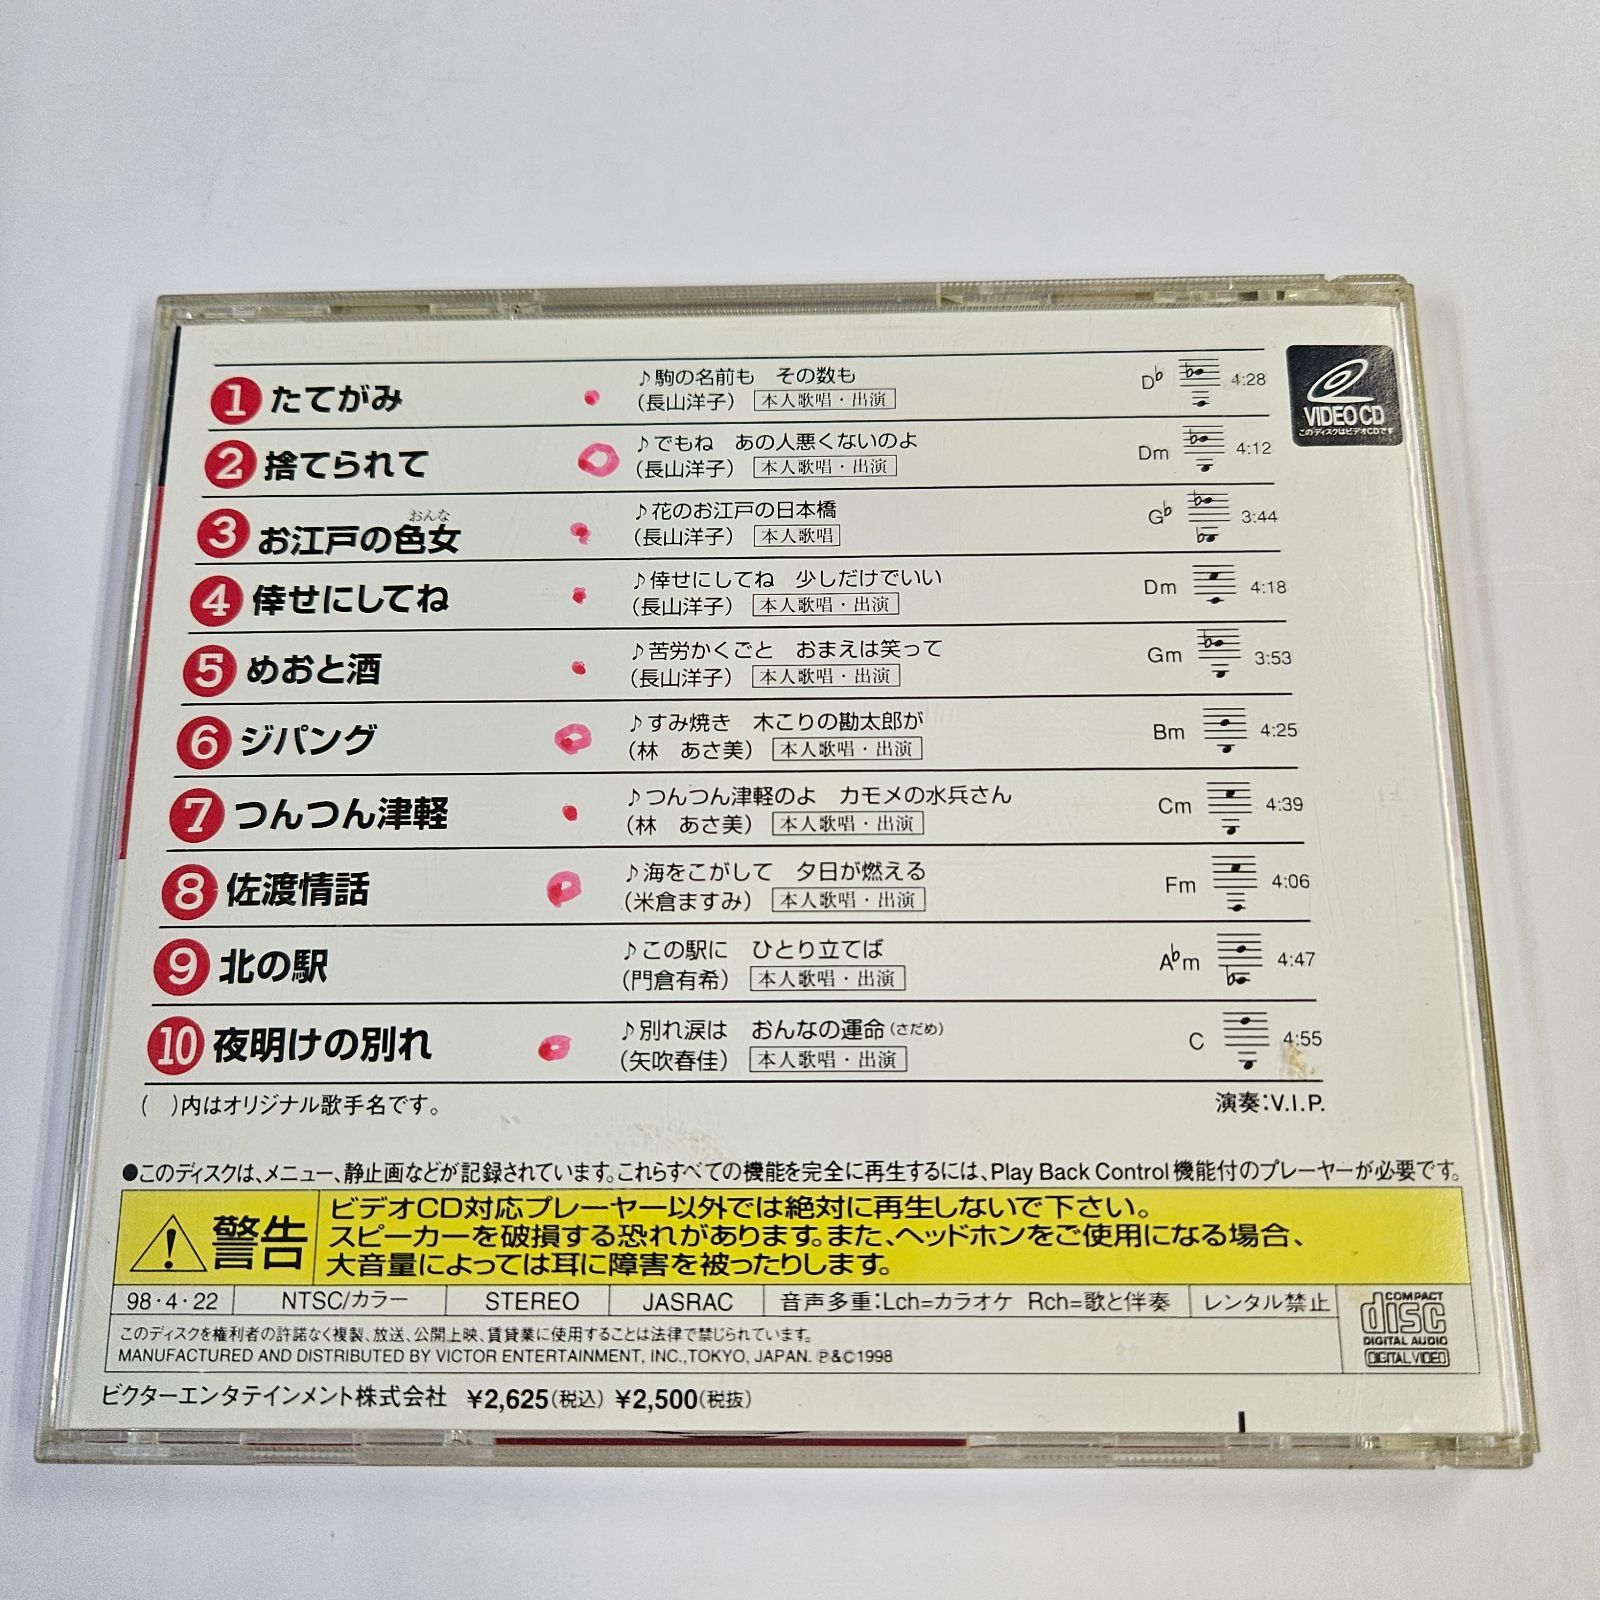 1 たてがみ ♪駒の名前も その数も D♭ 4:28
(長山洋子) 本人歌唱・出演
2 捨てられて ♪でもね あの人悪くないのよ Dm 4:12
(長山洋子) 本人歌唱・出演
おんな
3 お江戸の色女 ♪花のお江戸の日本橋 G♭ 3:44
(長山洋子) 本人歌唱
4 倖せにしてね ♪倖せにしてね 少しだけでいい Dm 4:18
(長山洋子) 本人歌唱・出演
5 めおと酒 ♪苦労かくごと おまえは笑って Gm 3:53
(長山洋子) 本人歌唱・出演
6 ジパング ♪すみ焼き 木こりの勘太郎が Bm 4:25
(林 あさ美) 本人歌唱・出演
7 つんつん津軽 ♪つんつん津軽のよ カモメの水兵さん Cm 4:39
(林 あさ美) 本人歌唱・出演
8 佐渡情話 ♪海をこがして 夕日が燃える Fm 4:06
(米倉ますみ) 本人歌唱・出演
9 北の駅 ♪この駅に ひとり立てば A♭m 4:47
(門倉有希) 本人歌唱・出演
10 夜明けの別れ ♪別れ涙は おんなの運命(さだめ) C 4:55
(矢吹春佳) 本人歌唱・出演
VIDEO CD
このディスクはビデオCDです
( )内はオリジナル歌手名です。 演奏:V.I.P.
●このディスクは、メニュー、静止画などが記録されています。これらすべての機能を完全に再生するには、Play Back Control機能付のプレーヤーが必要です。
警告
ビデオCD対応プレーヤー以外では絶対に再生しないで下さい。
スピーカーを破損する恐れがあります。また、ヘッドホンをご使用になる場合、
大音量によっては耳に障害を被ったりします。
98・4・22 NTSC/カラー STEREO JASRAC 音声多重:Lch=カラオケ Rch=歌と伴奏 レンタル禁止
COMPACT
disc
DIGITAL AUDIO
DIGITAL VIDEO
このディスクを権利者の許諾なく複製、放送、公開上映、賃貸業に使用することは法律で禁じられています。
MANUFACTURED AND DISTRIBUTED BY VICTOR ENTERTAINMENT, INC.,TOKYO, JAPAN. ℗&©1998
ビクターエンタテインメント株式会社 ¥2,625(税込) ¥2,500(税抜)